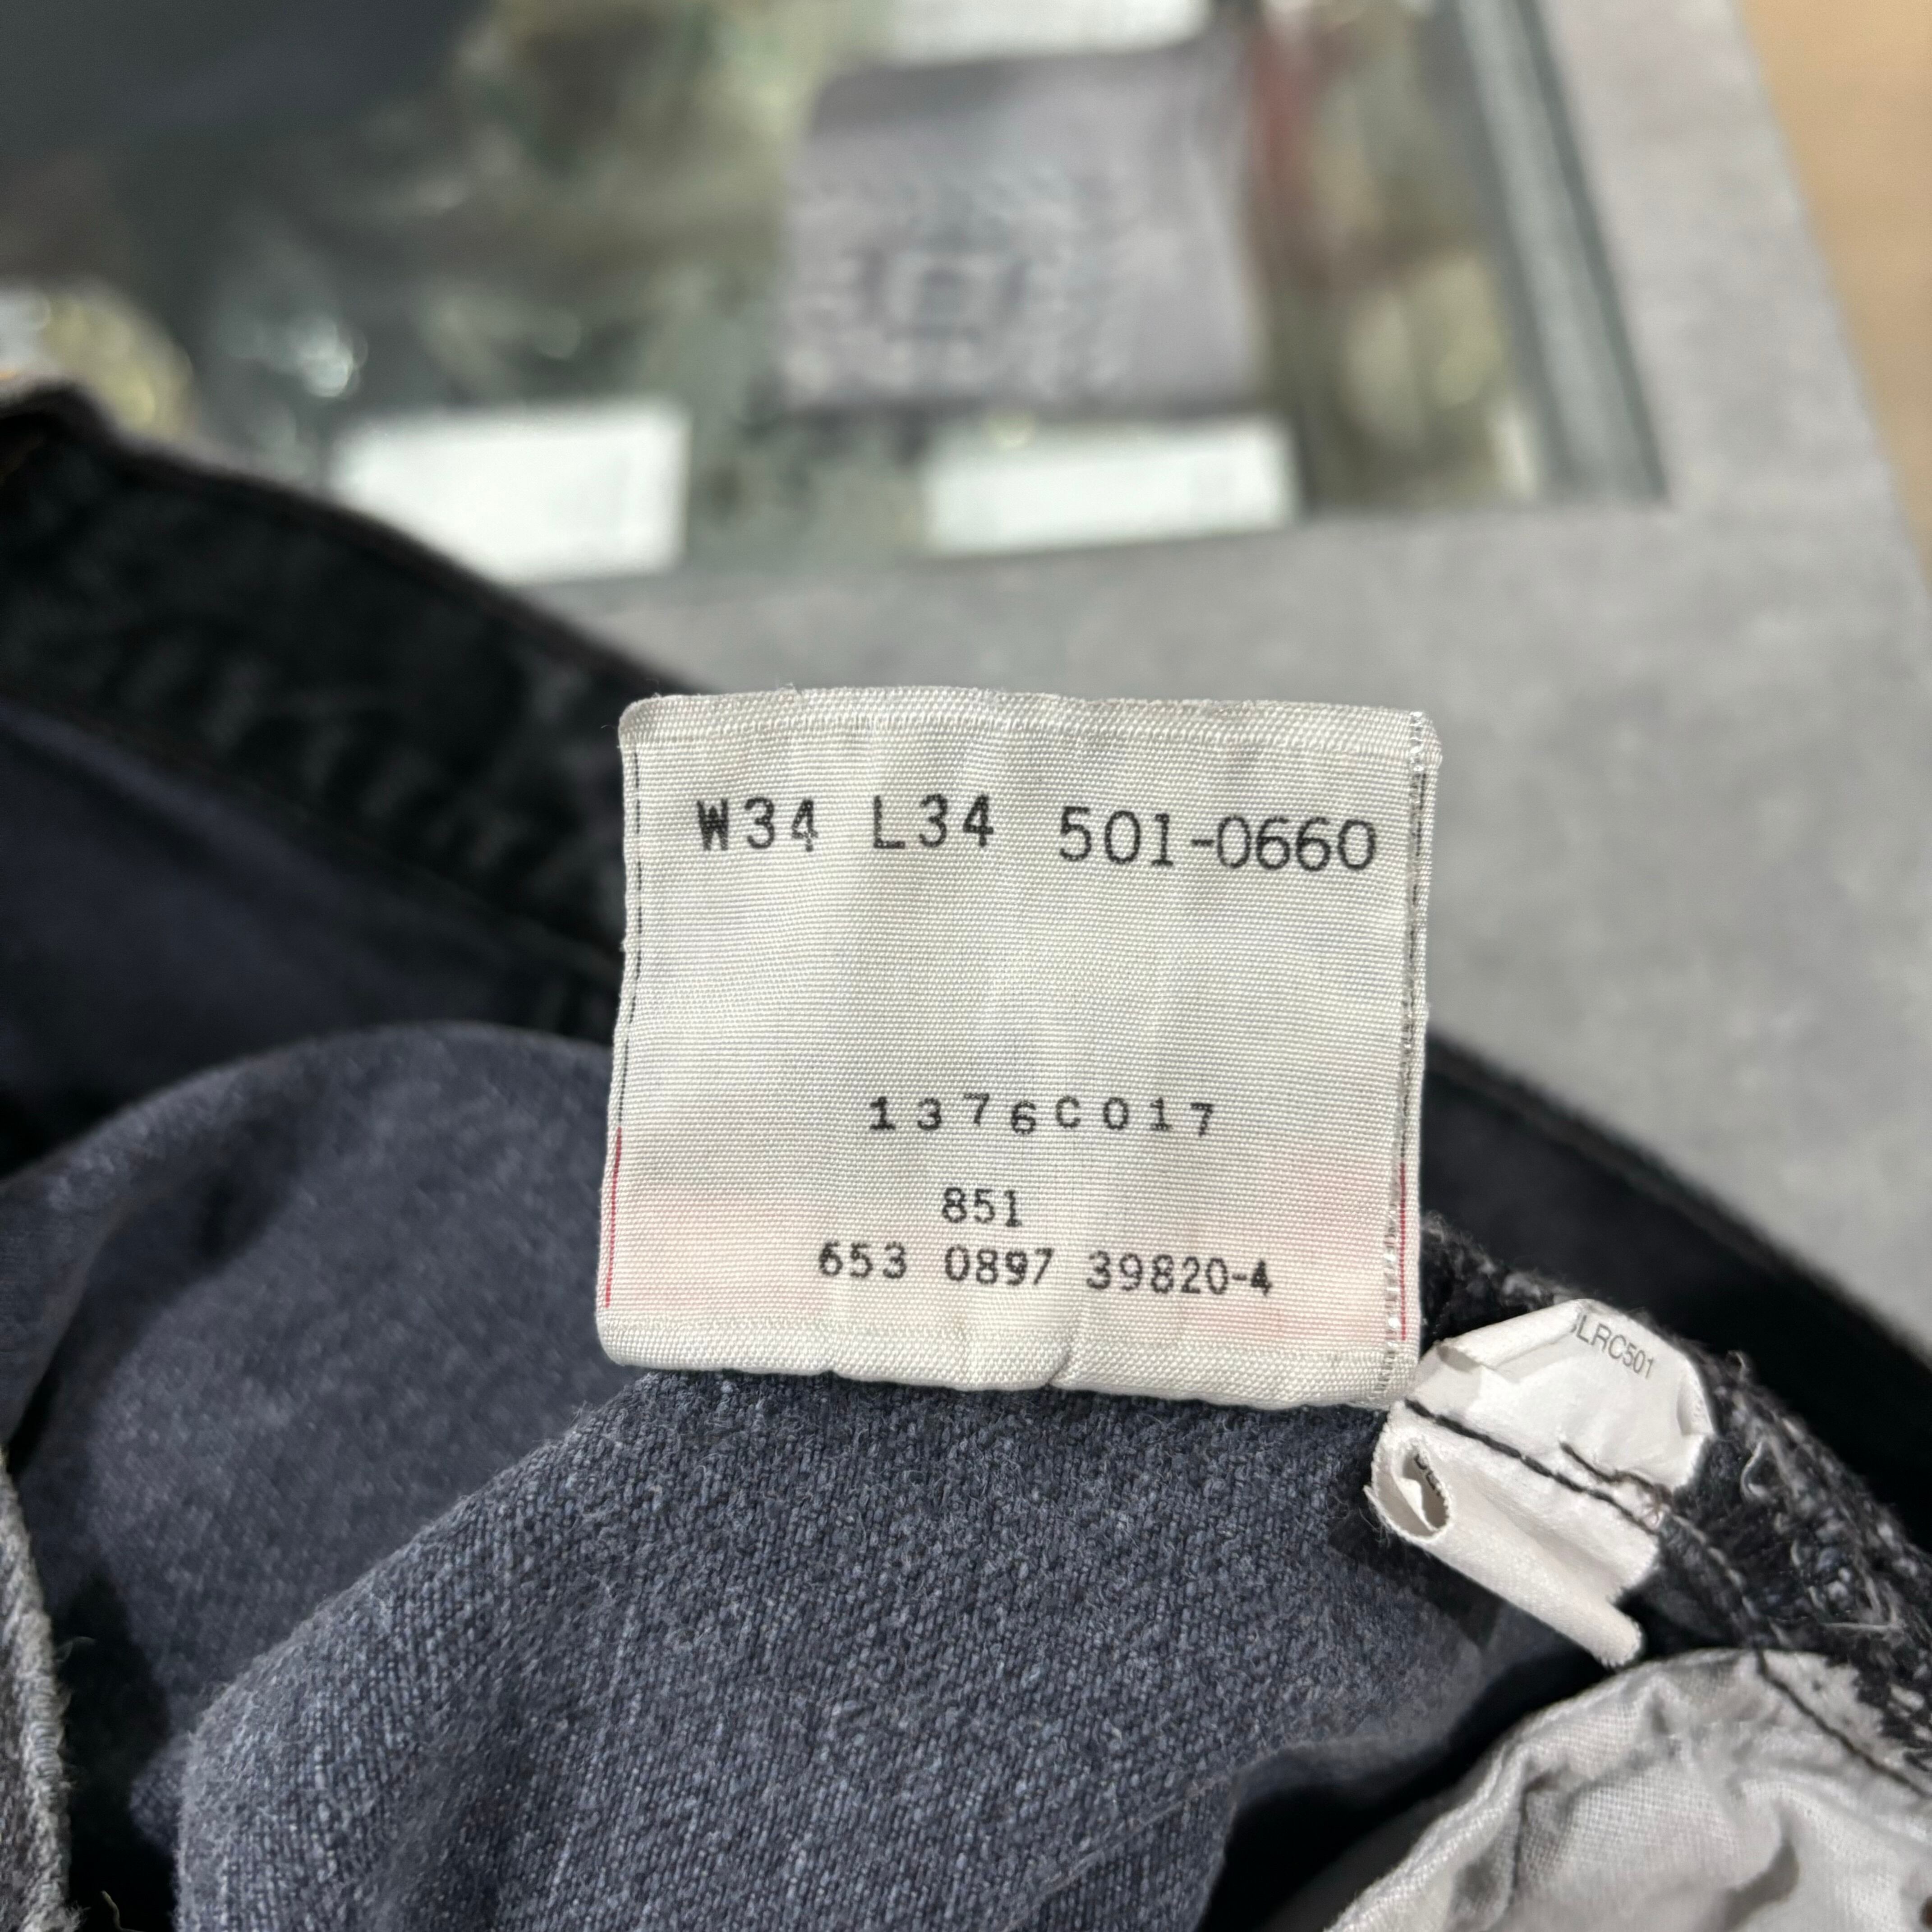 W34 L34 501-0660
1376C017
851
653 0897 39820-4
LRC501